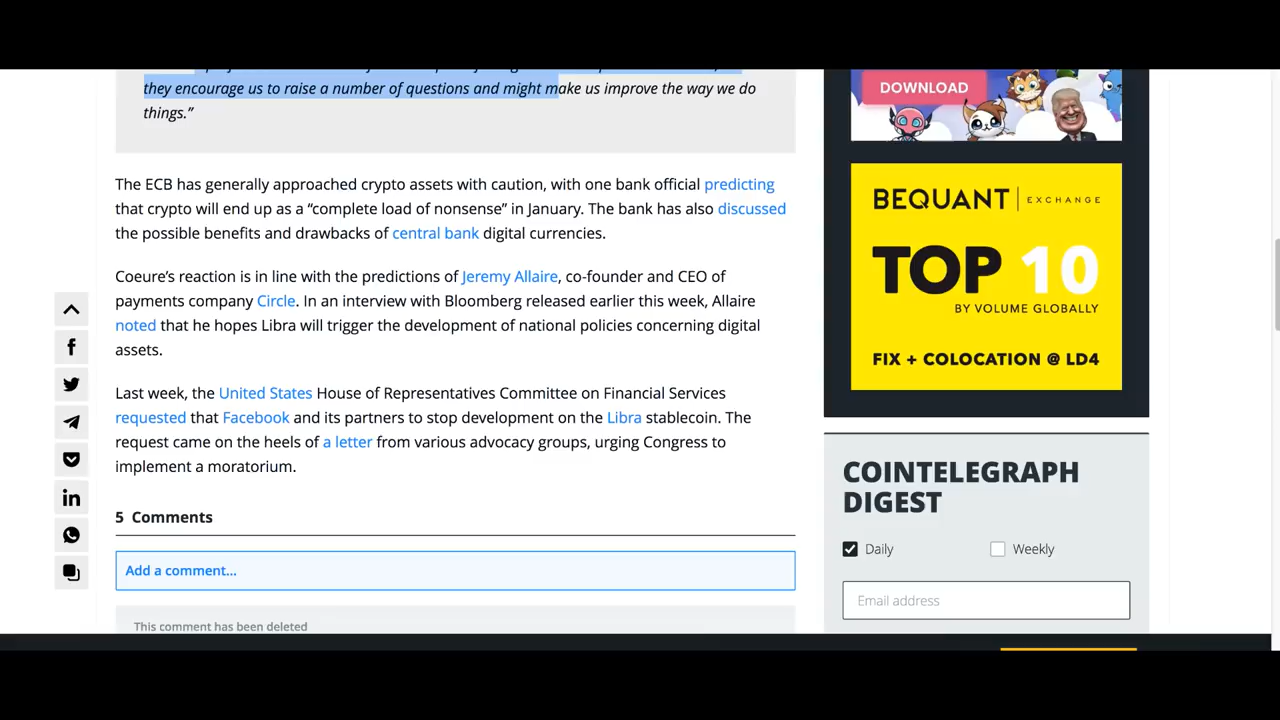 they encourage us to raise a number of questions and might make us improve the way we do
things.”
The ECB has generally approached crypto assets with caution, with one bank official predicting
that crypto will end up as a “complete load of nonsense” in January. The bank has also discussed
the possible benefits and drawbacks of central bank digital currencies.
Coeure’s reaction is in line with the predictions of Jeremy Allaire, co-founder and CEO of
payments company Circle. In an interview with Bloomberg released earlier this week, Allaire
noted that he hopes Libra will trigger the development of national policies concerning digital
assets.
Last week, the United States House of Representatives Committee on Financial Services
requested that Facebook and its partners to stop development on the Libra stablecoin. The
request came on the heels of a letter from various advocacy groups, urging Congress to
implement a moratorium.
5 Comments
Add a comment...
This comment has been deleted
DOWNLOAD
BEQUANT EXCHANGE
TOP 10
BY VOLUME GLOBALLY
FIX + COLOCATION @ LD4
COINTELEGRAPH
DIGEST
Daily
Weekly
Email address